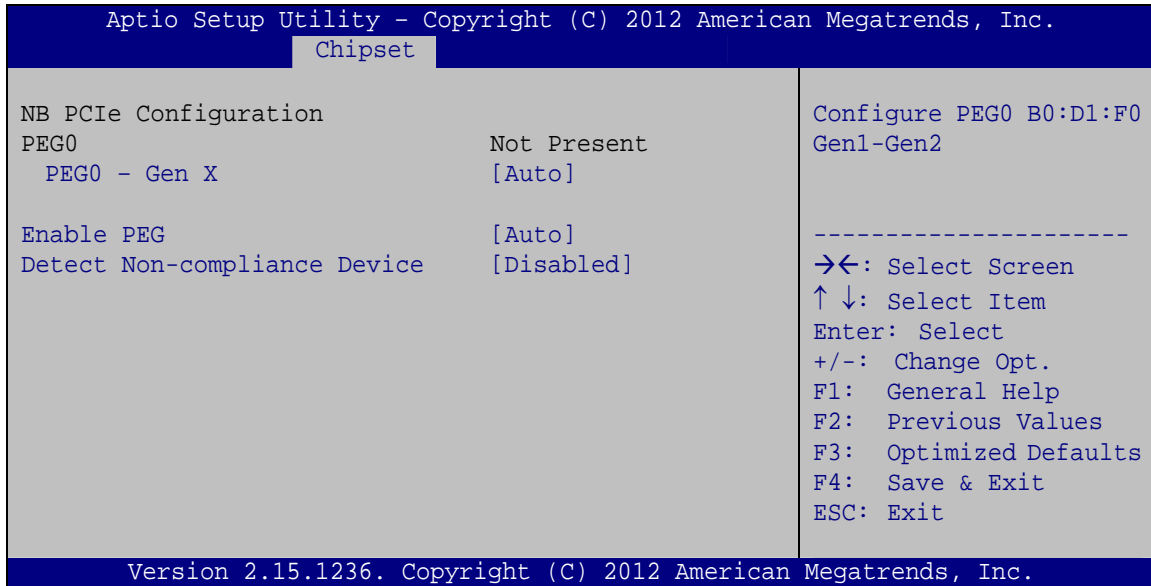 Aptio Setup Utility – Copyright (C) 2012 American Megatrends, Inc.
Chipset
NB PCIe Configuration
PEG0 Not Present
PEG0 – Gen X [Auto]
Enable PEG [Auto]
Detect Non-compliance Device [Disabled]
Configure PEG0 B0:D1:F0
Gen1-Gen2
----------------------
→←: Select Screen
↑ ↓: Select Item
Enter: Select
+/-: Change Opt.
F1: General Help
F2: Previous Values
F3: Optimized Defaults
F4: Save & Exit
ESC: Exit
Version 2.15.1236. Copyright (C) 2012 American Megatrends, Inc.